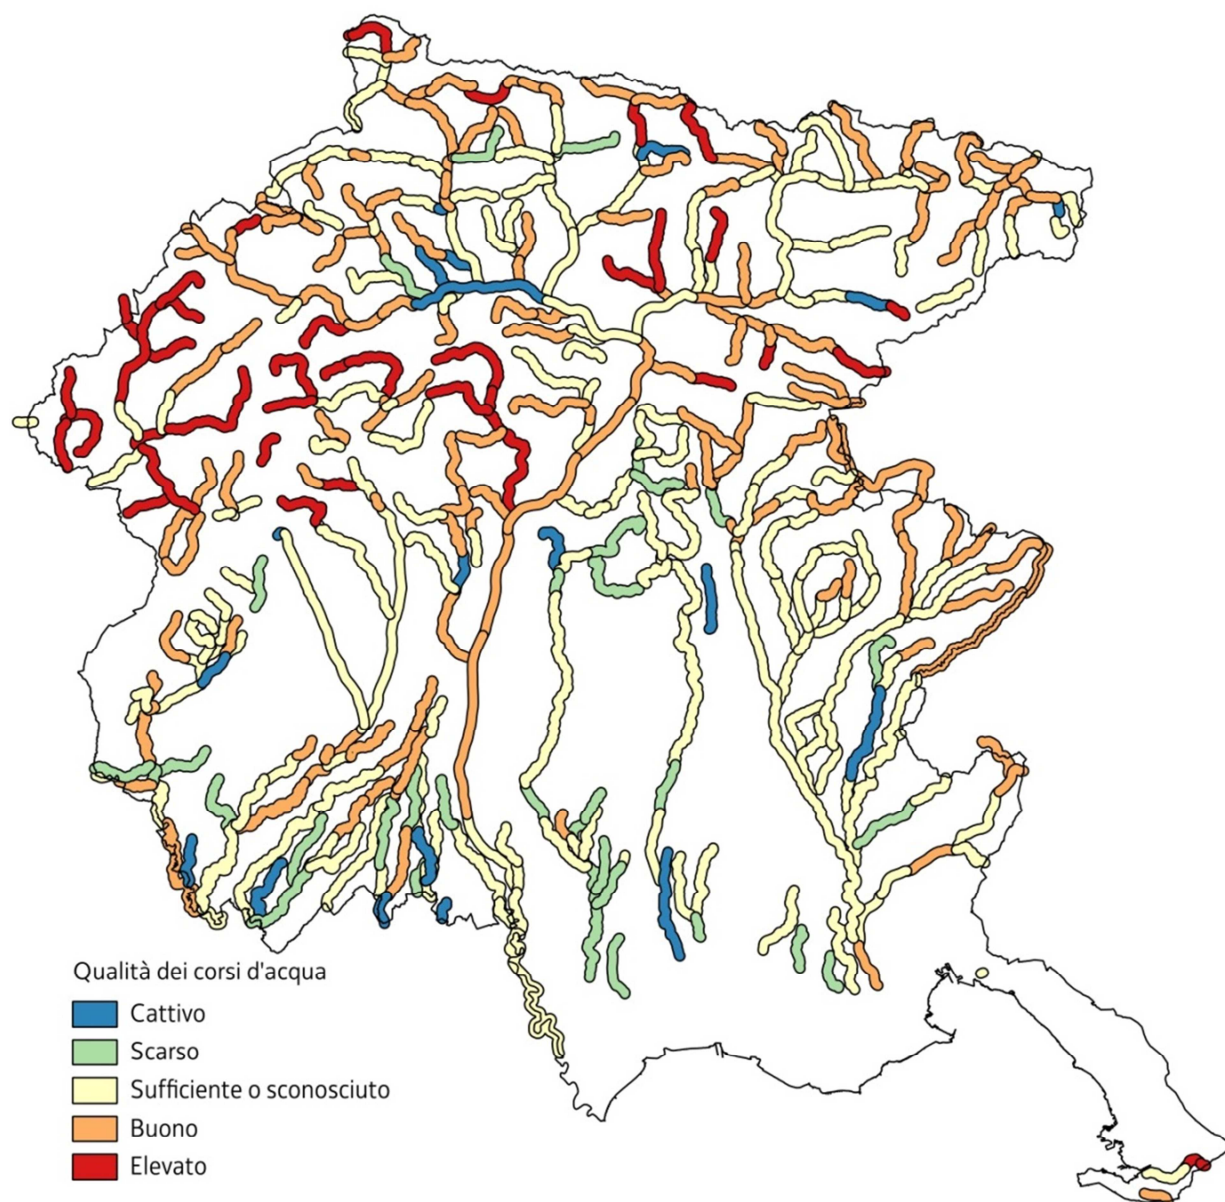 Qualità dei corsi d'acqua
Cattivo
Scarso
Sufficiente o sconosciuto
Buono
Elevato